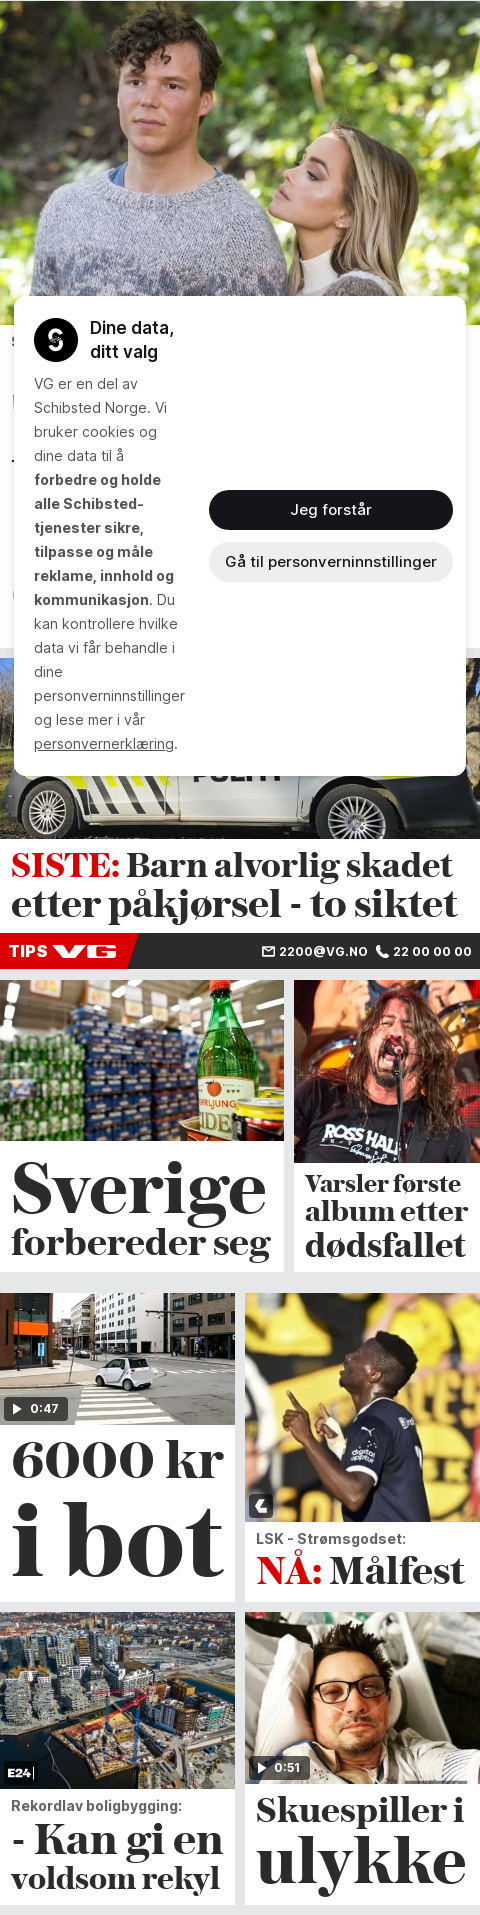 Dine data,
ditt valg
VG er en del av
Schibsted Norge. Vi
bruker cookies og
dine data til å
forbedre og holde
alle Schibsted-
tjenester sikre,
tilpasse og måle
reklame, innhold og
kommunikasjon. Du
kan kontrollere hvilke
data vi får behandle i
dine
personverninnstillinger
og lese mer i vår
personvernerklæring.
Jeg forstår
Gå til personverninnstillinger
SISTE: Barn alvorlig skadet
etter påkjørsel - to siktet
TIPS VG
2200@VG.NO 22 00 00 00
Sverige
forbereder seg
ROSS HALF
Varsler første
album etter
dødsfallet
0:47
6000 kr
i bot
LSK - Strømsgodset:
NÅ: Målfest
E24
Rekordlav boligbygging:
- Kan gi en
voldsom rekyl
0:51
Skuespiller i
ulykke